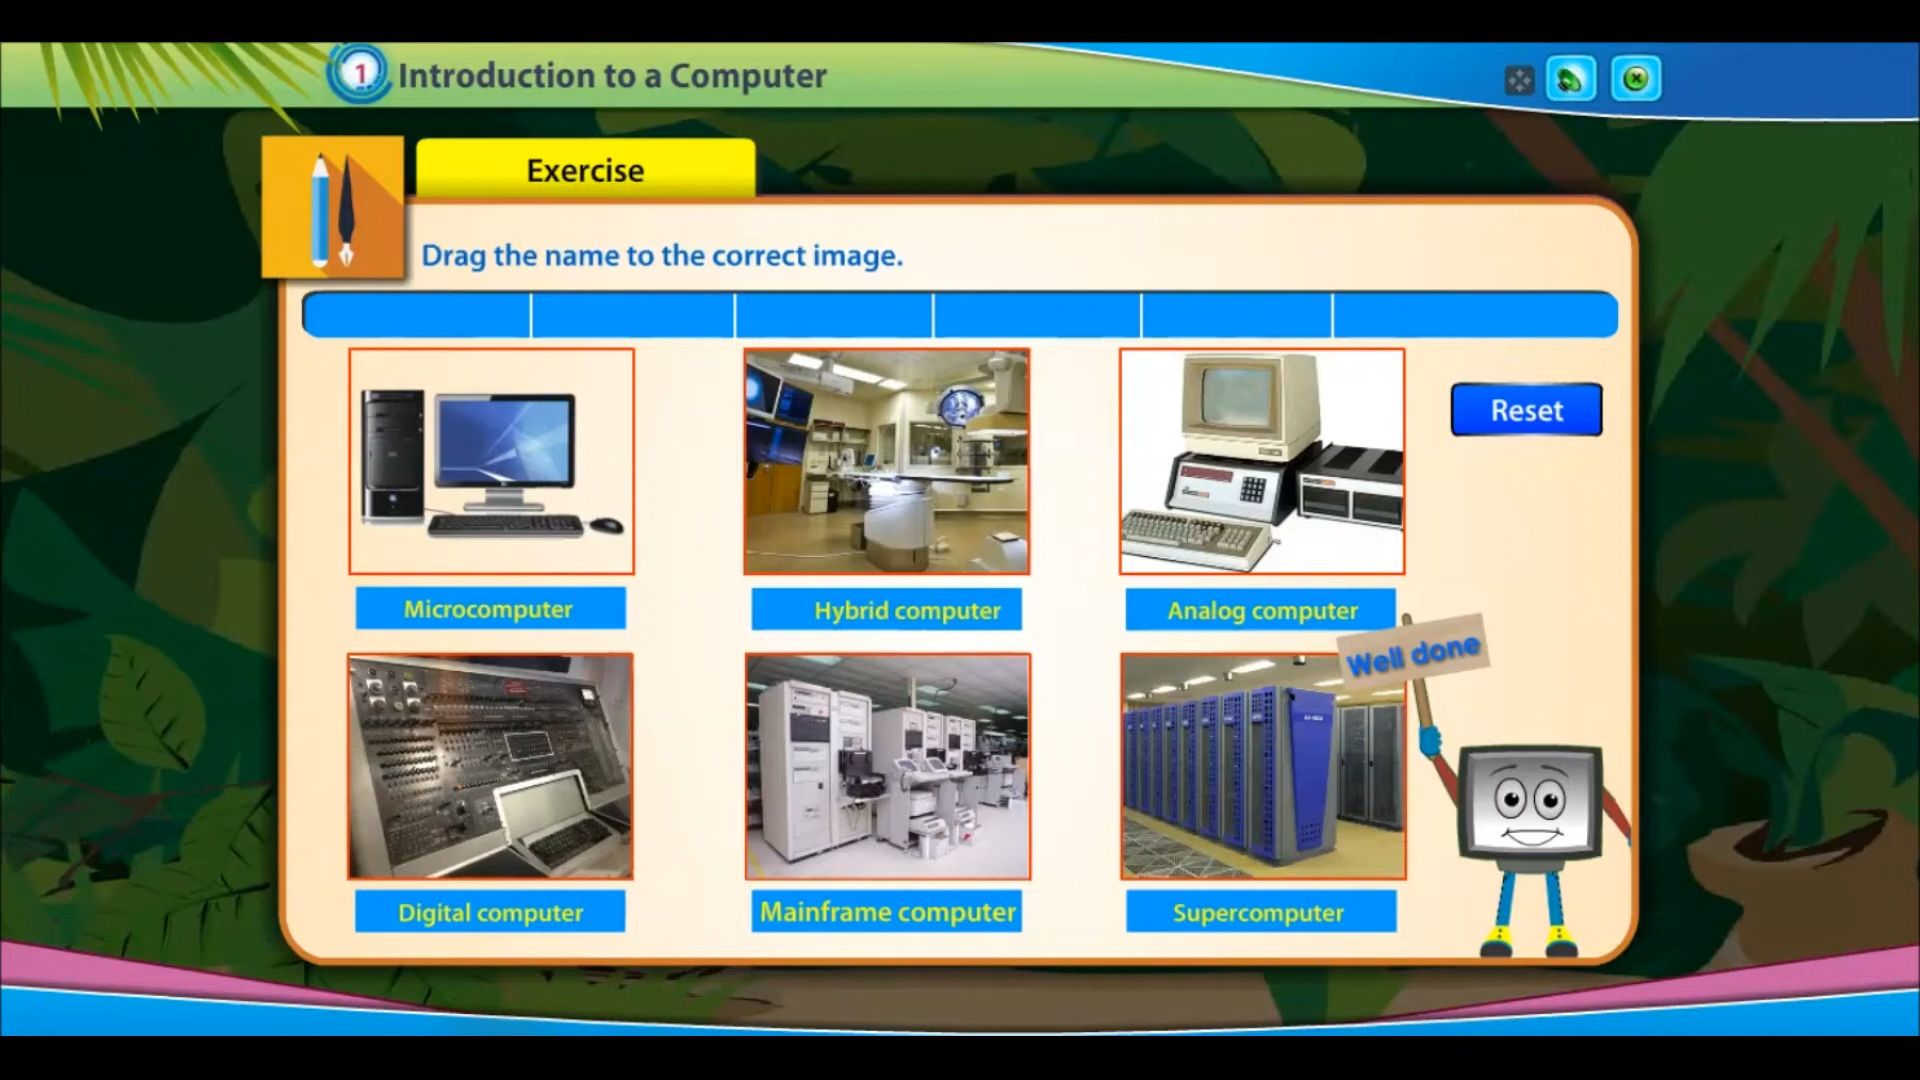 1 Introduction to a Computer
Exercise
Drag the name to the correct image.
Reset
Microcomputer
Hybrid computer
Analog computer
Well done
Digital computer
Mainframe computer
Supercomputer